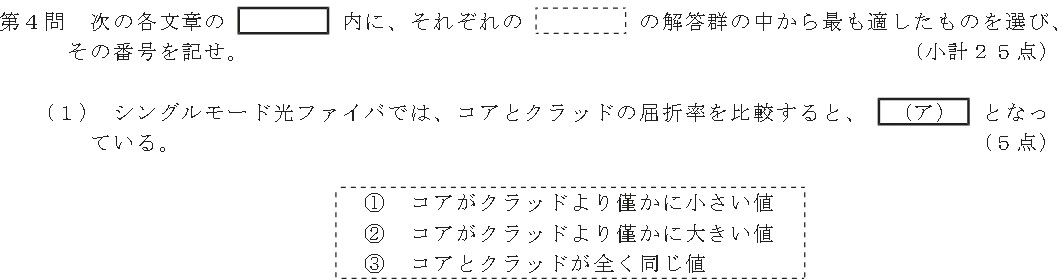 第4問 次の各文章の 内に、それぞれの の解答群の中から最も適したものを選び、
その番号を記せ。 (小計25点)
(1) シングルモード光ファイバでは、コアとクラッドの屈折率を比較すると、 (ア) となっ
ている。 (5点)
① コアがクラッドより僅かに小さい値
② コアがクラッドより僅かに大きい値
③ コアとクラッドが全く同じ値